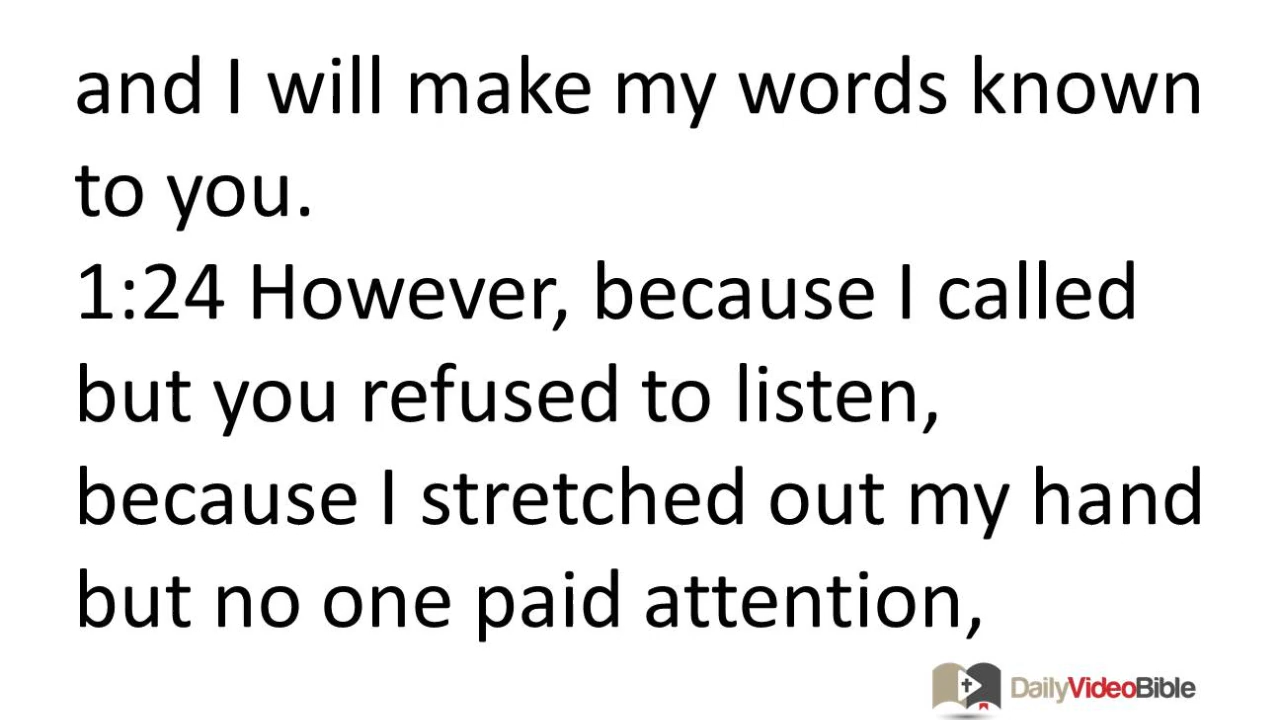 and I will make my words known
to you.
1:24 However, because I called
but you refused to listen,
because I stretched out my hand
but no one paid attention,
DailyVideoBible